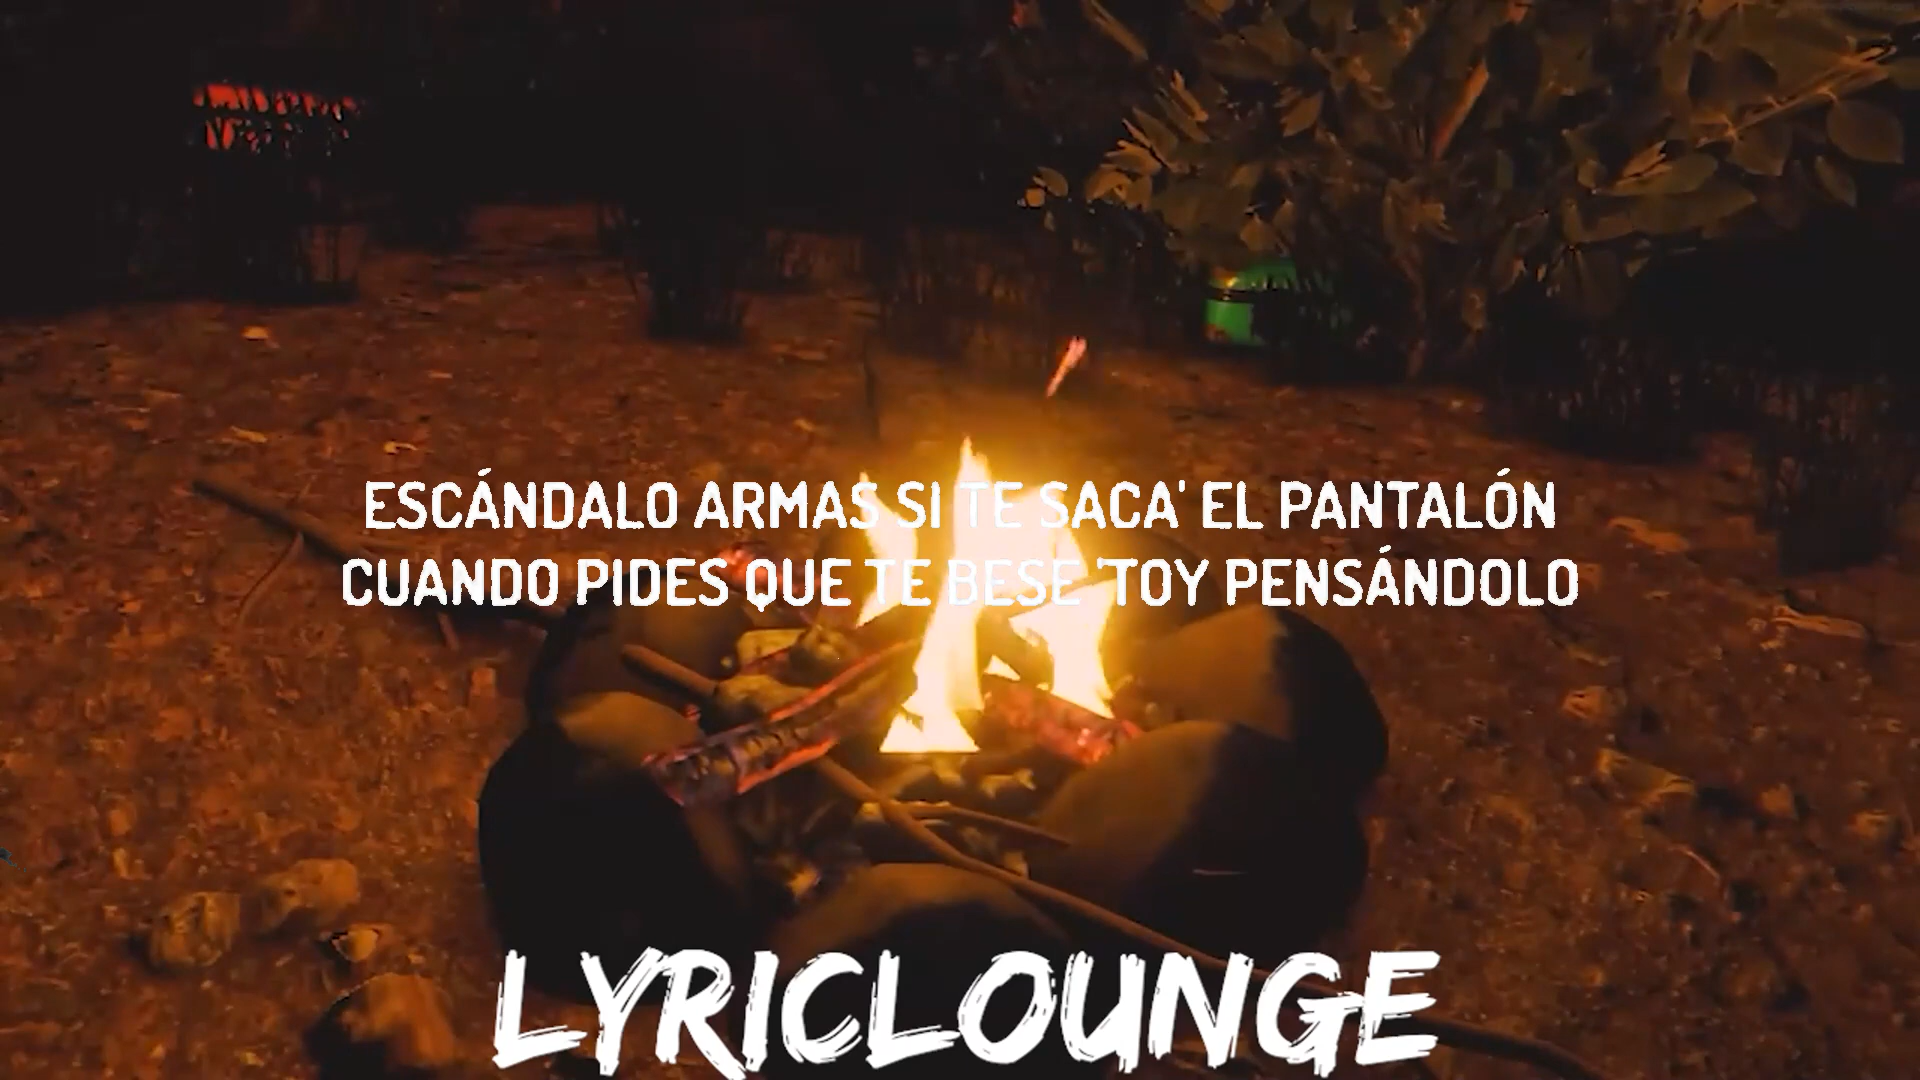 ESCÁNDALO ARMAS SI TE SACA' EL PANTALÓN
CUANDO PIDES QUE TE BESE 'TOY PENSÁNDOLO
LYRICLOUNGE